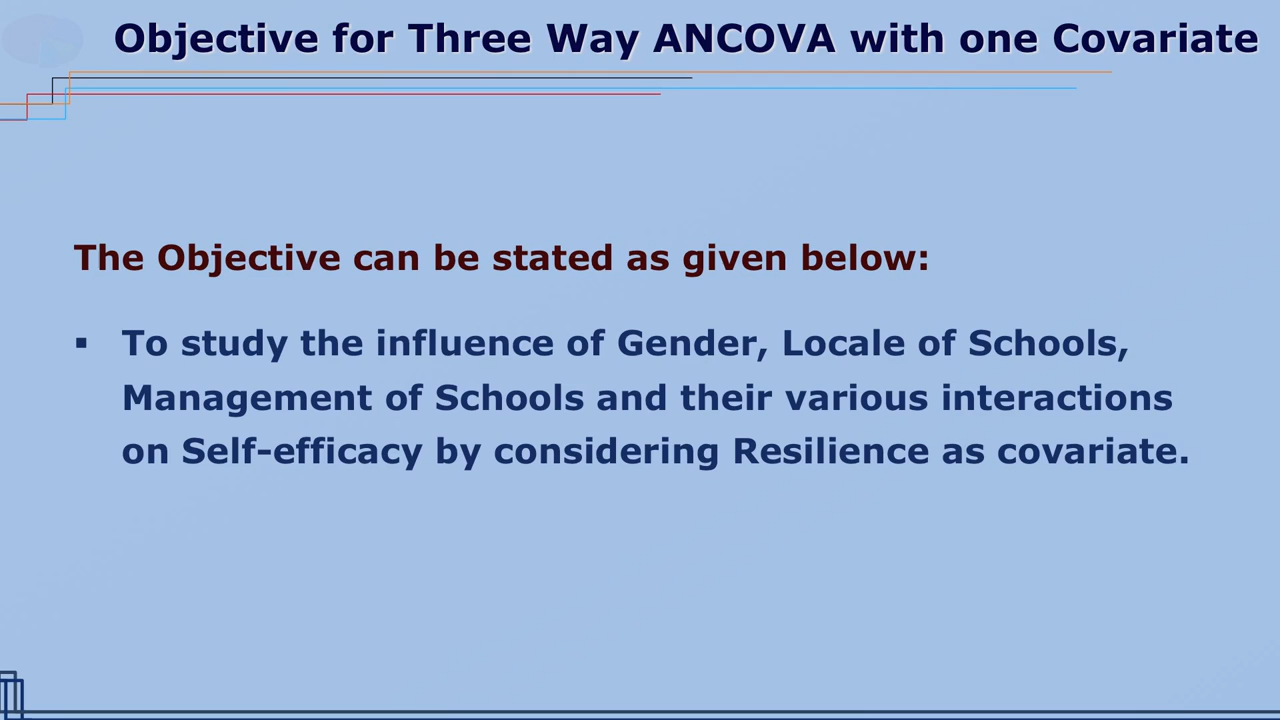 Objective for Three Way ANCOVA with one Covariate
The Objective can be stated as given below:
▪ To study the influence of Gender, Locale of Schools,
Management of Schools and their various interactions
on Self-efficacy by considering Resilience as covariate.